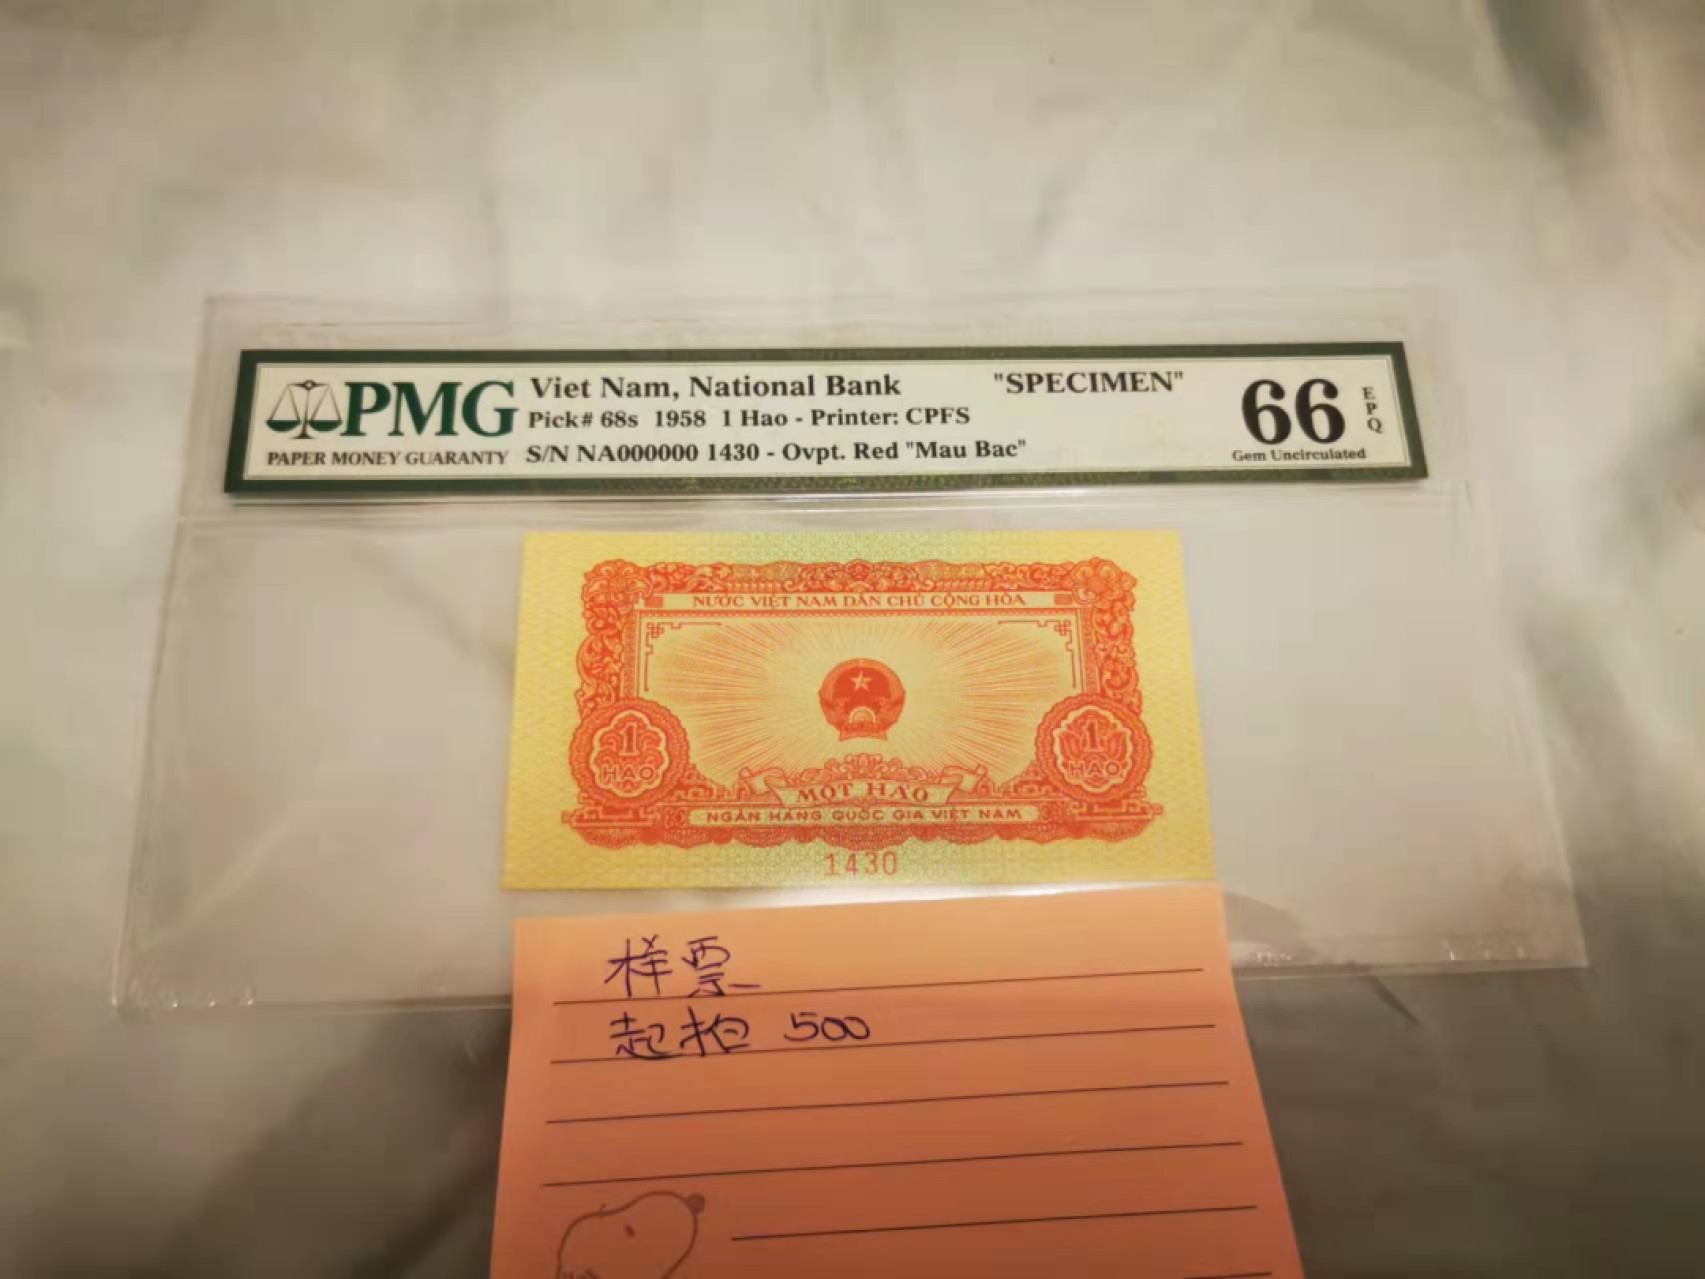 PMG
PAPER MONEY GUARANTY
Viet Nam, National Bank "SPECIMEN"
Pick# 68s 1958 1 Hao - Printer: CPFS
S/N NA000000 1430 - Ovpt. Red "Mau Bac"
66 EPQ
Gem Uncirculated
NƯỚC VIỆT NAM DÂN CHỦ CỘNG HÒA
1 HÀO
1 HÀO
MỘT HÀO
NGÂN HÀNG QUỐC GIA VIỆT NAM
1430
样票
起拍 500